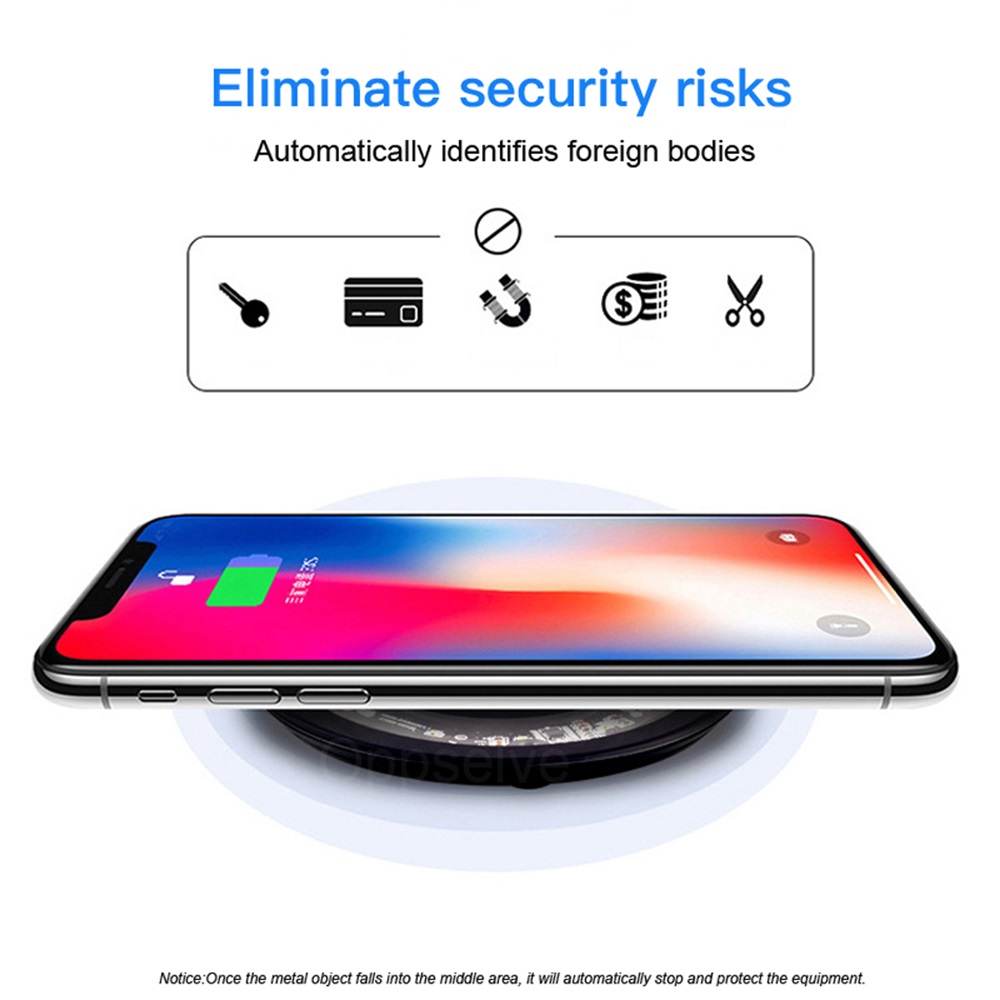 Eliminate security risks
Automatically identifies foreign bodies
$
Oppselve
Notice:Once the metal object falls into the middle area, it will automatically stop and protect the equipment.